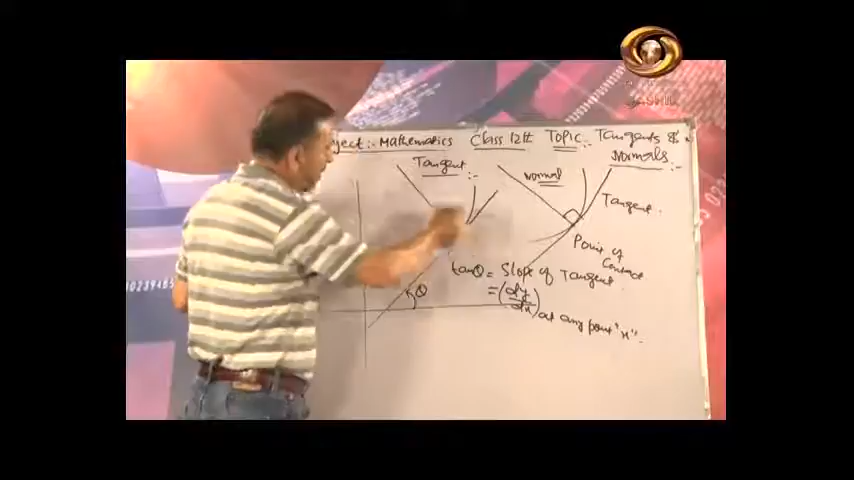 ject:- Mathematics Class 12th Topic:- Tangents &
Normals:-
Tangent:-
Normal
Tangent.
Point of
Contact
tanθ = Slope of Tangent
= (dy/dx) at any point "x".
θ